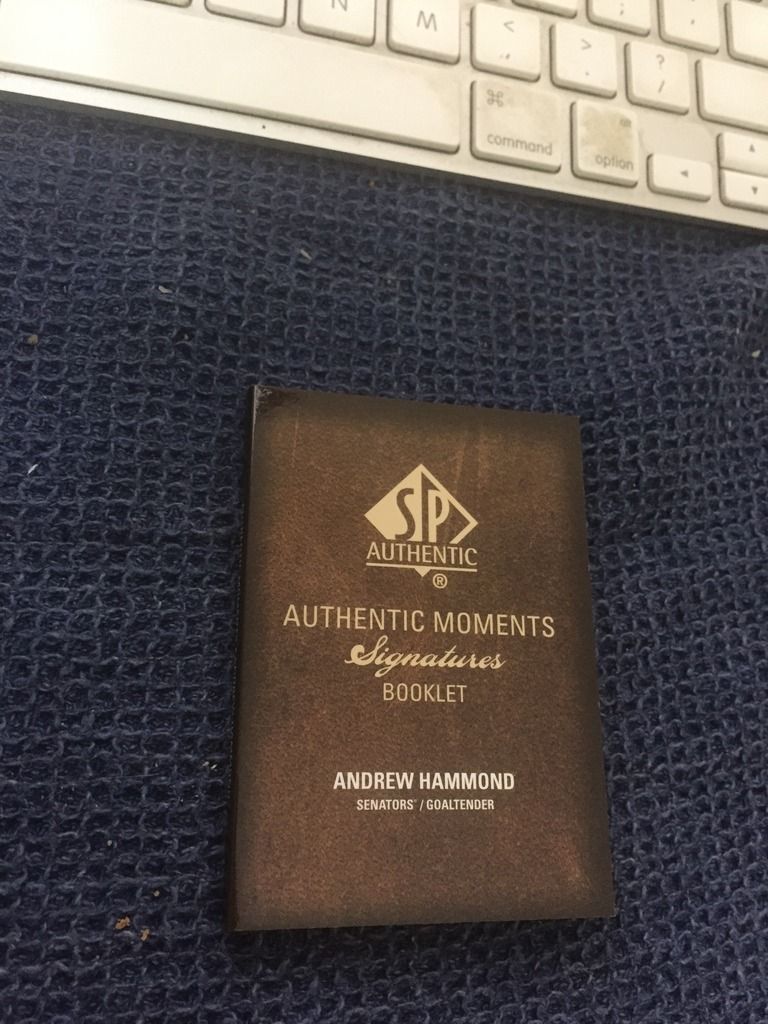 N M < , > . ; : ? /
⌘
command option
◄ ▲
▼
SP
AUTHENTIC
®
AUTHENTIC MOMENTS
Signatures
BOOKLET
ANDREW HAMMOND
SENATORS® / GOALTENDER